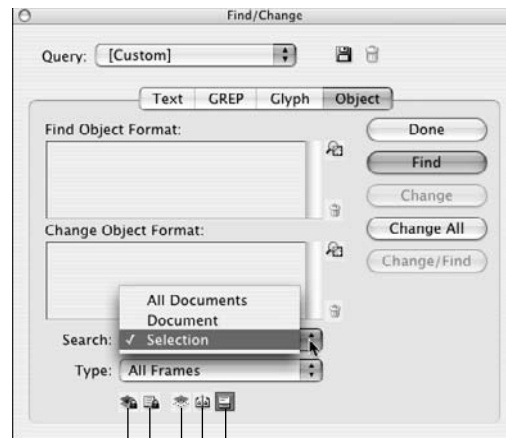 Find/Change
Query: [Custom]
Text GREP Glyph Object
Find Object Format:
Done
Find
Change
Change Object Format:
Change All
Change/Find
All Documents
Document
Search: ✓ Selection
Type: All Frames